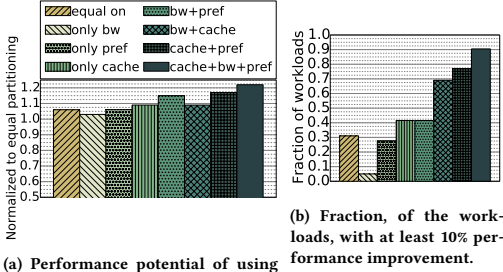 equal on
only bw
only pref
only cache
bw+pref
bw+cache
cache+pref
cache+bw+pref
Normalized to equal partitioning
1.2
1.1
1.0
0.9
0.8
0.7
0.6
0.5
(a) Performance potential of using
Fraction of workloads
1.0
0.9
0.8
0.7
0.6
0.5
0.4
0.3
0.2
0.1
0.0
(b) Fraction, of the work-
loads, with at least 10% per-
formance improvement.